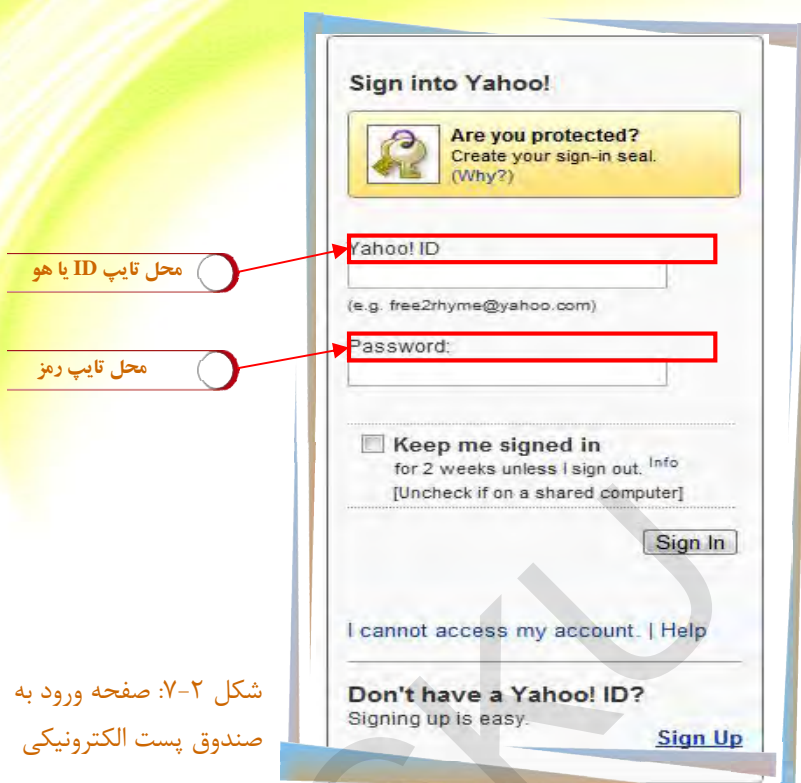 Sign into Yahoo!
Are you protected?
Create your sign-in seal.
(Why?)
Yahoo! ID
محل تایپ ID یا هو
(e.g. free2rhyme@yahoo.com)
Password:
محل تایپ رمز
Keep me signed in
for 2 weeks unless I sign out. Info
[Uncheck if on a shared computer]
Sign In
I cannot access my account. | Help
Don't have a Yahoo! ID?
Signing up is easy.
Sign Up
شکل ۲-۷: صفحه ورود به
صندوق پست الکترونیکی
CKU